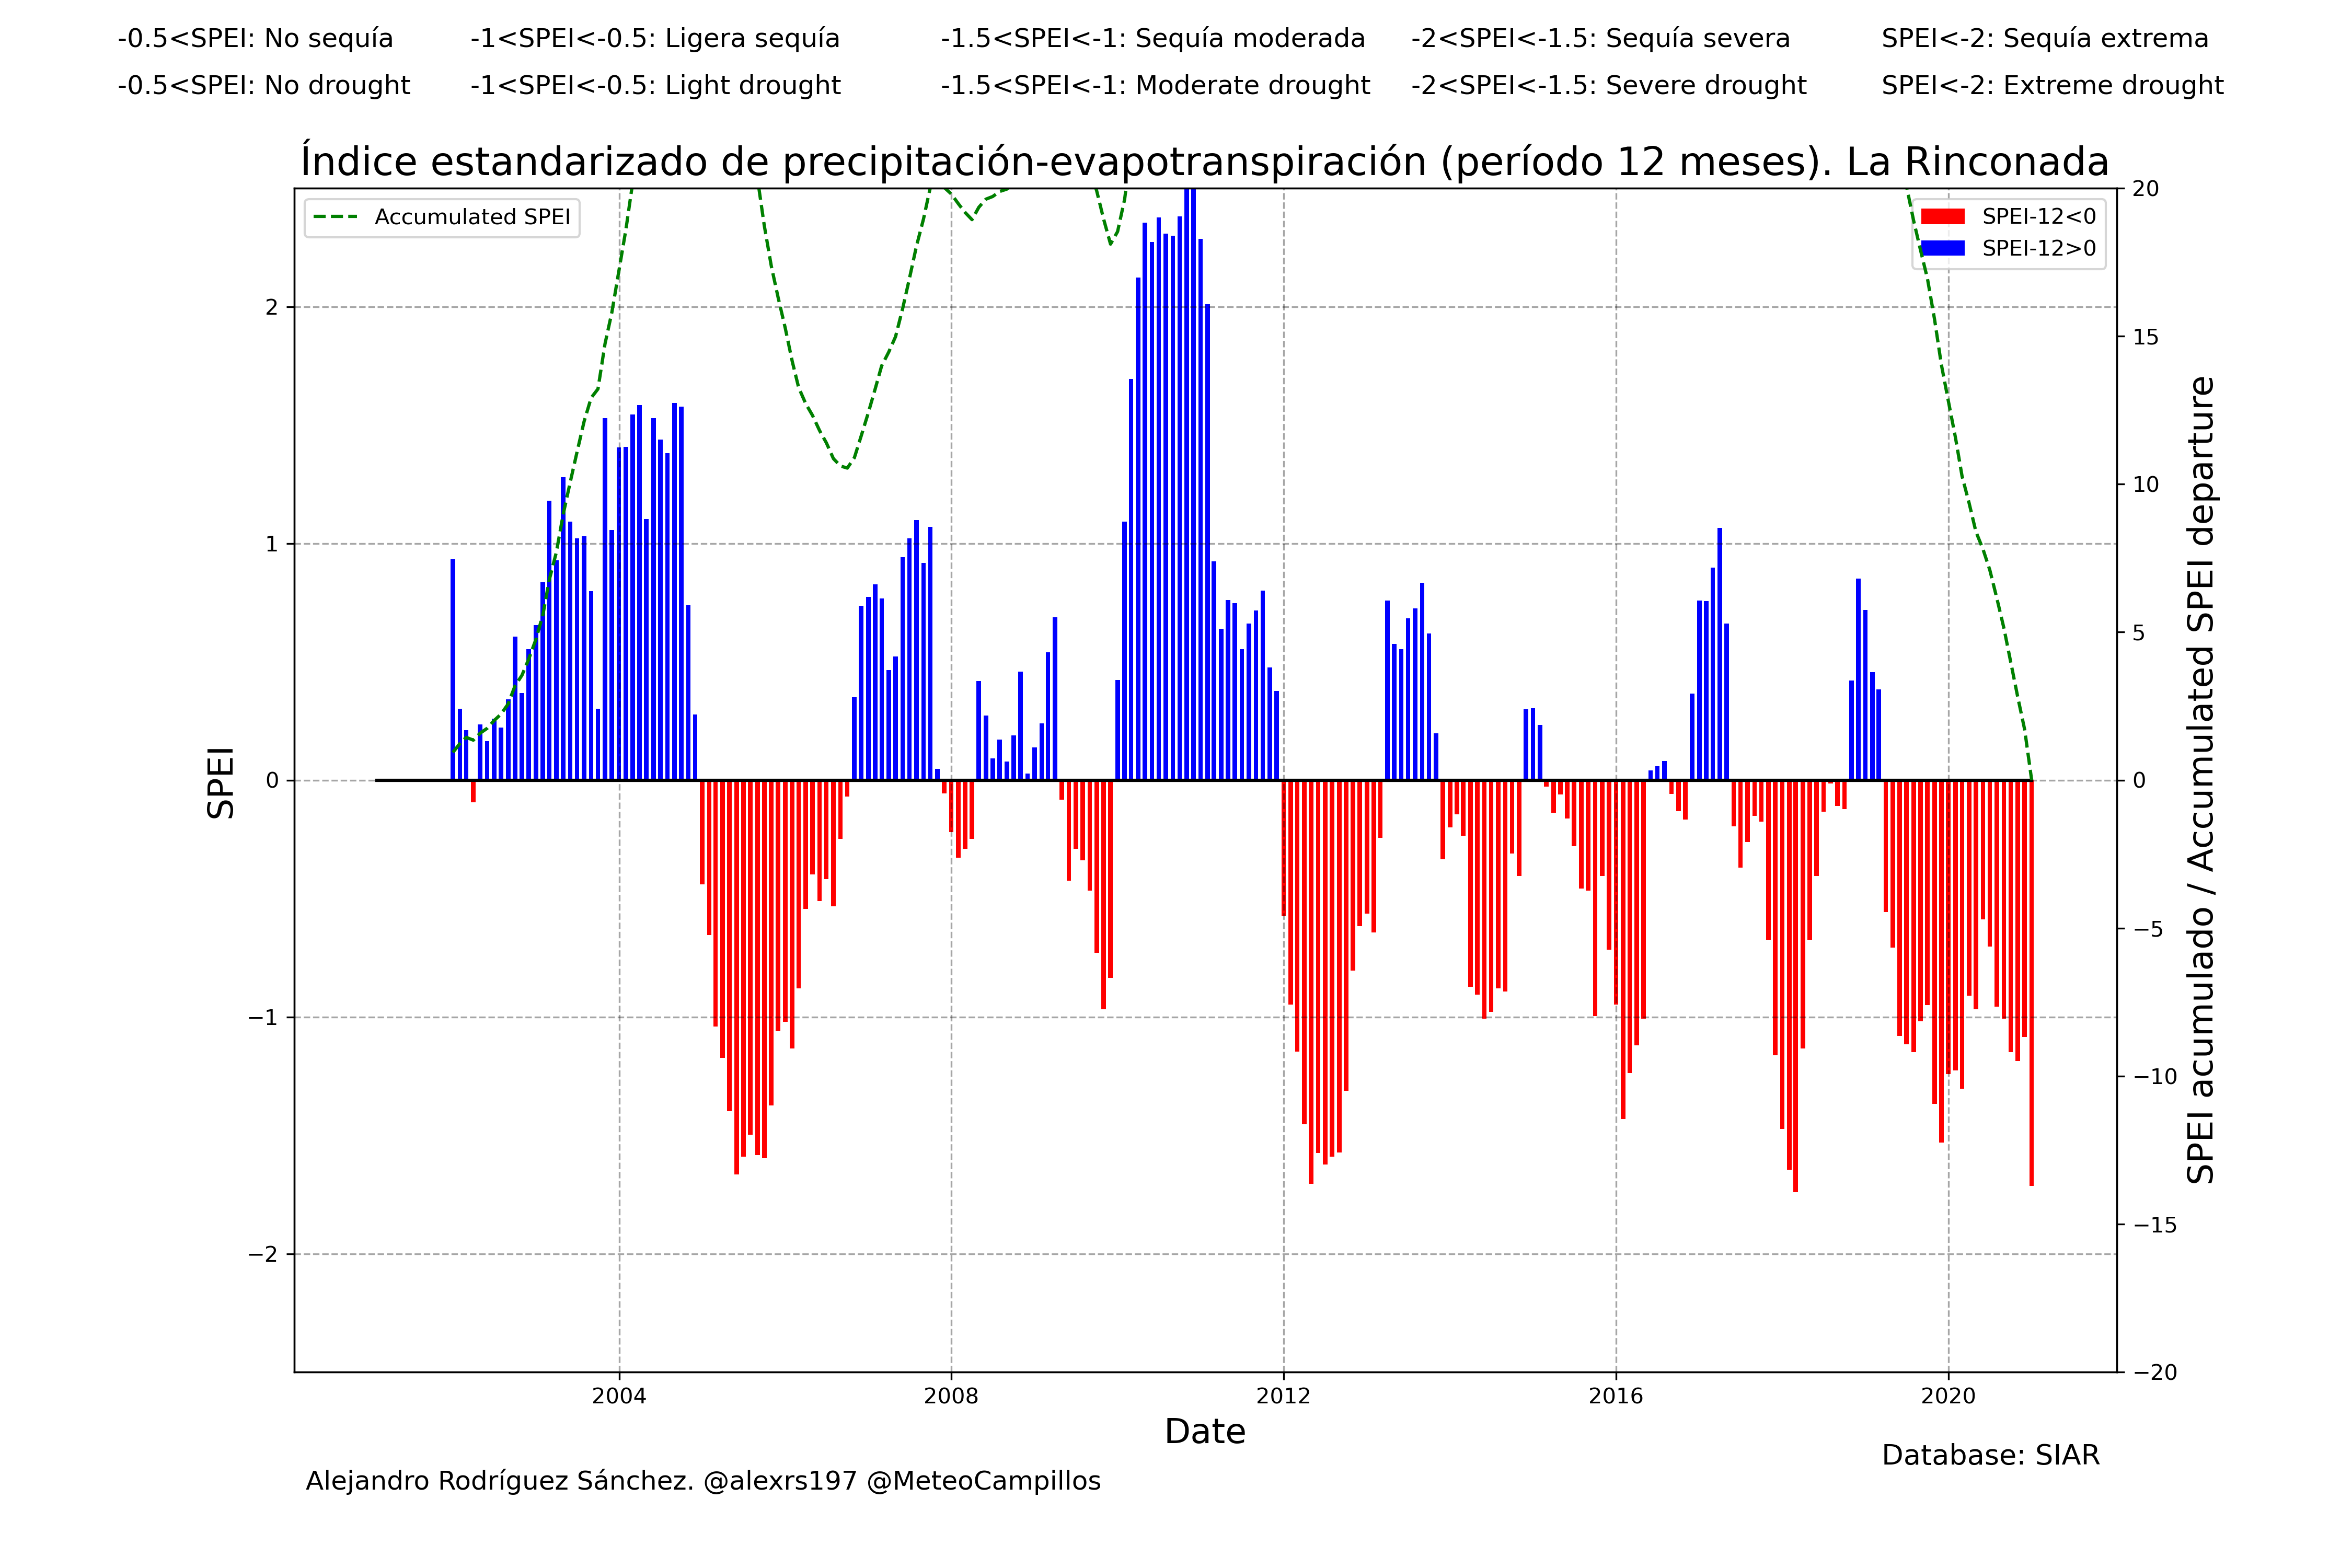 -0.5<SPEI: No sequía -1<SPEI<-0.5: Ligera sequía -1.5<SPEI<-1: Sequía moderada -2<SPEI<-1.5: Sequía severa SPEI<-2: Sequía extrema
-0.5<SPEI: No drought -1<SPEI<-0.5: Light drought -1.5<SPEI<-1: Moderate drought -2<SPEI<-1.5: Severe drought SPEI<-2: Extreme drought
Índice estandarizado de precipitación-evapotranspiración (período 12 meses). La Rinconada
Accumulated SPEI
SPEI-12<0
SPEI-12>0
SPEI
2
1
0
−1
−2
20
15
10
5
0
−5
−10
−15
−20
SPEI acumulado / Accumulated SPEI departure
2004 2008 2012 2016 2020
Date
Database: SIAR
Alejandro Rodríguez Sánchez. @alexrs197 @MeteoCampillos